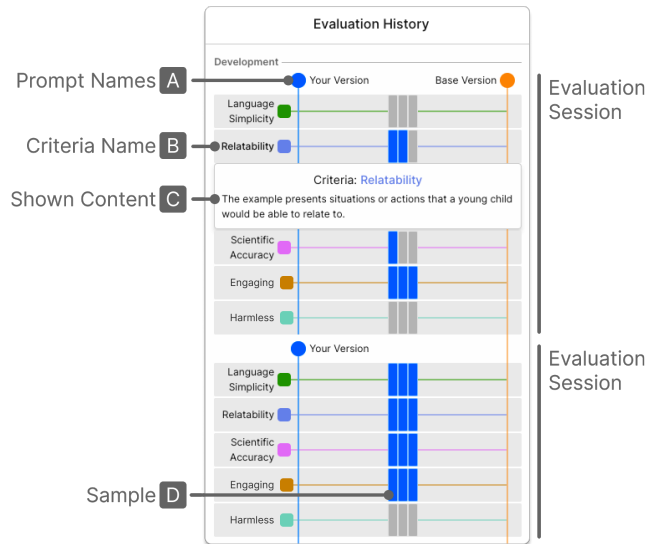 Evaluation History
Development
Prompt Names A
Your Version
Base Version
Evaluation
Session
Language
Simplicity
Criteria Name B
Relatability
Criteria: Relatability
Shown Content C
The example presents situations or actions that a young child
would be able to relate to.
Scientific
Accuracy
Engaging
Harmless
Your Version
Evaluation
Session
Language
Simplicity
Relatability
Scientific
Accuracy
Engaging
Sample D
Harmless